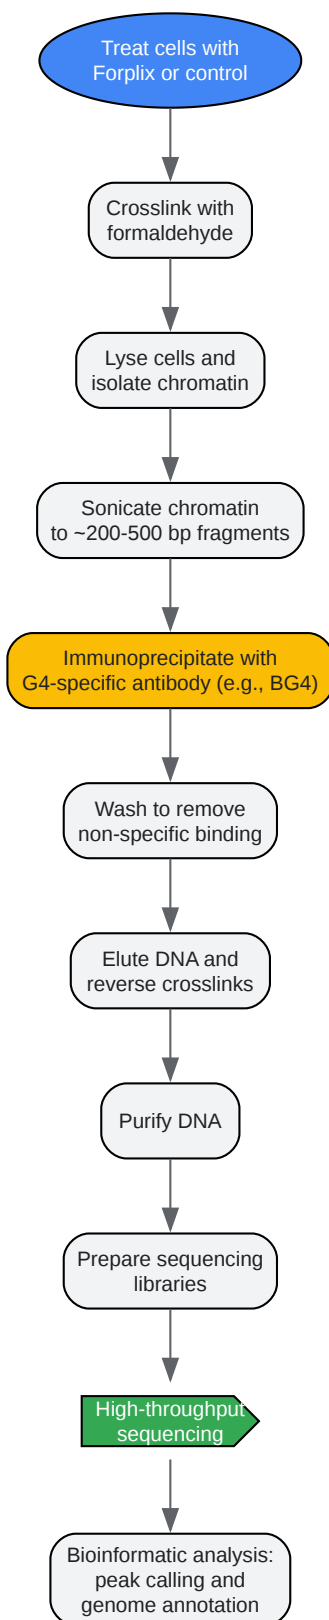 Treat cells with
Forplix or control
Crosslink with
formaldehyde
Lyse cells and
isolate chromatin
Sonicate chromatin
to ~200-500 bp fragments
Immunoprecipitate with
G4-specific antibody (e.g., BG4)
Wash to remove
non-specific binding
Elute DNA and
reverse crosslinks
Purify DNA
Prepare sequencing
libraries
High-throughput
sequencing
Bioinformatic analysis:
peak calling and
genome annotation